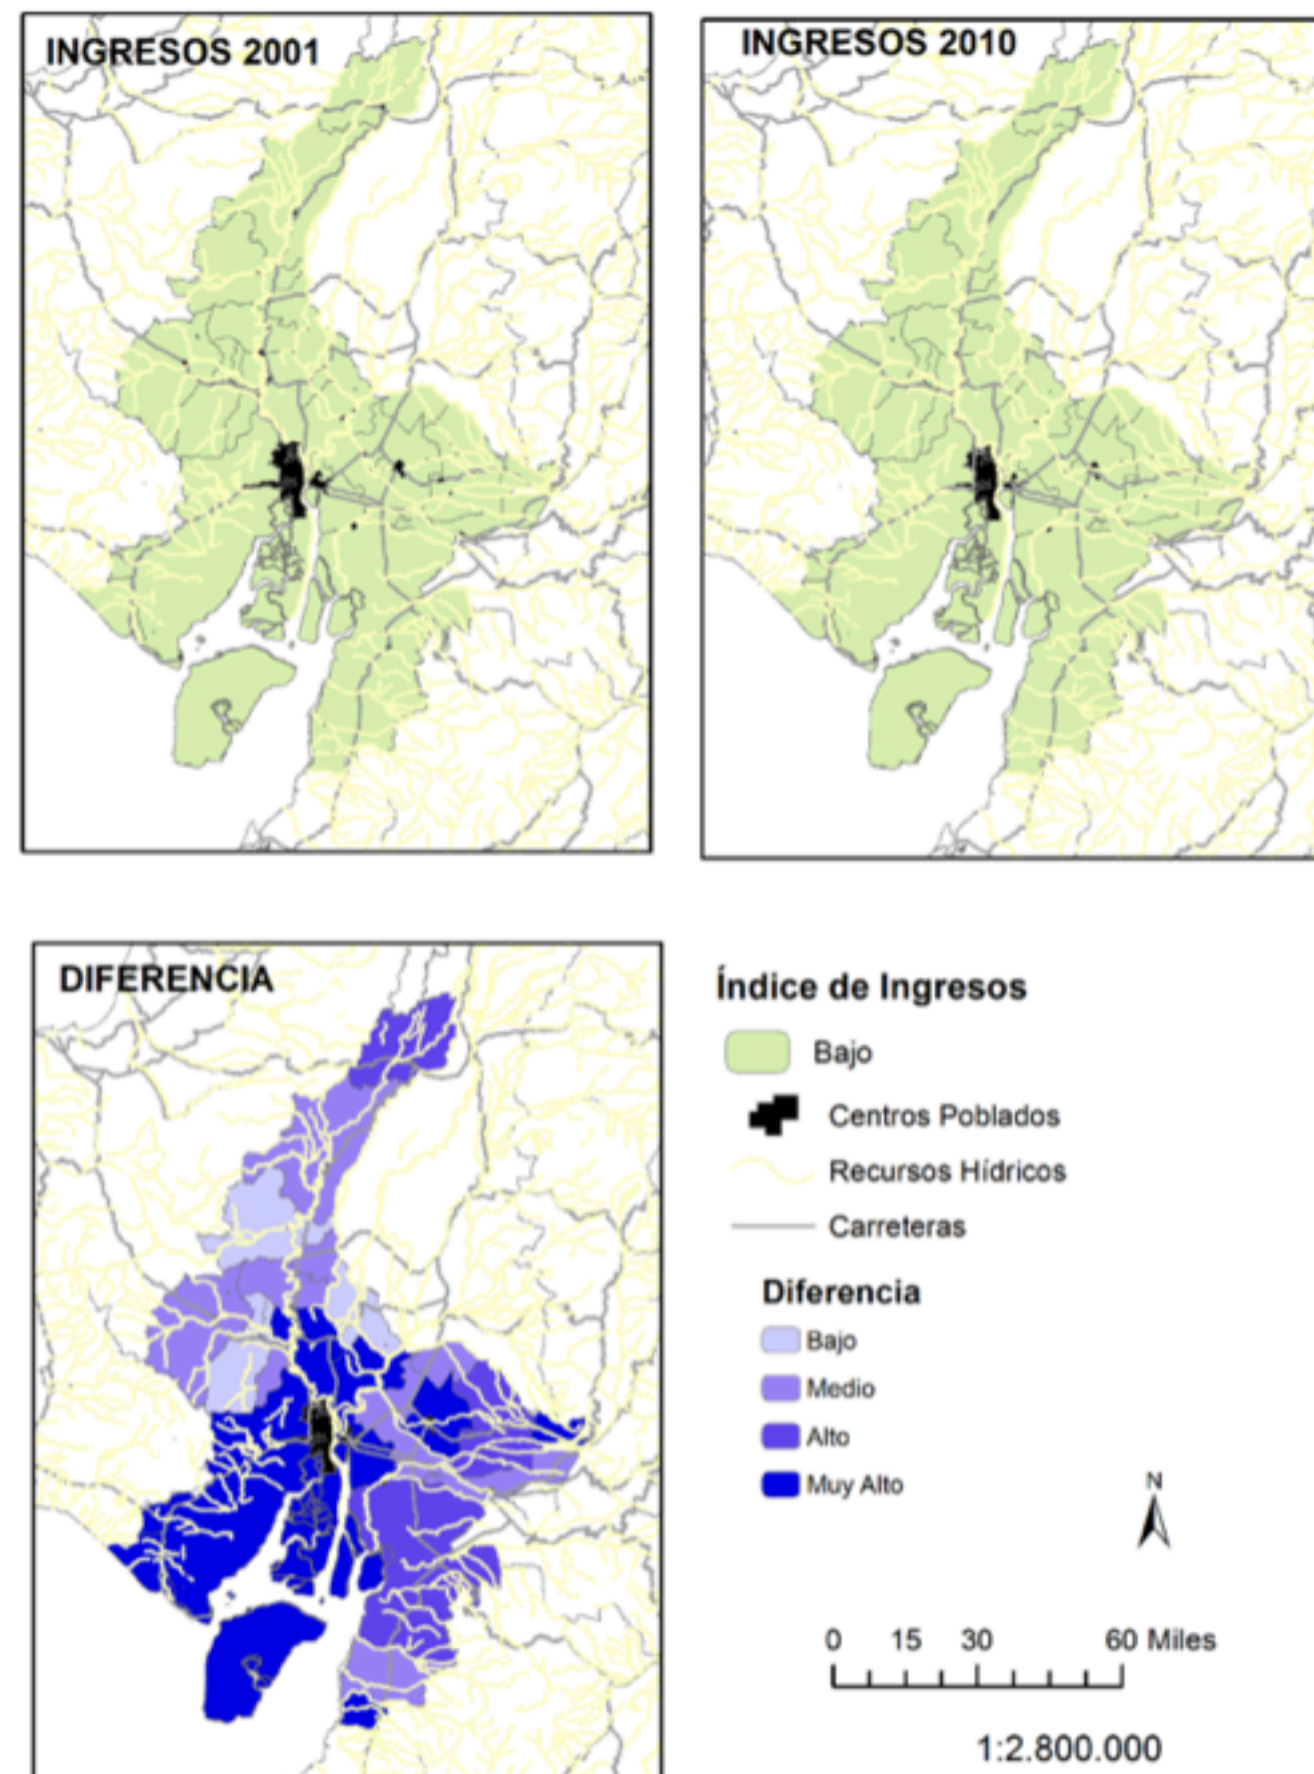 INGRESOS 2001
INGRESOS 2010
DIFERENCIA
Índice de Ingresos
Bajo
Centros Poblados
Recursos Hídricos
Carreteras
Diferencia
Bajo
Medio
Alto
Muy Alto
N
0 15 30 60 Miles
1:2.800.000